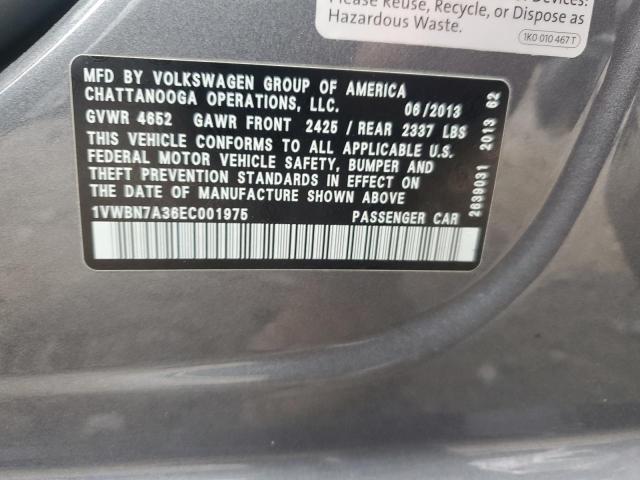 Devices:
Please Reuse, Recycle, or Dispose as
Hazardous Waste.
1K0 010 467 T
MFD BY VOLKSWAGEN GROUP OF AMERICA
CHATTANOOGA OPERATIONS, LLC. 06/2013
GVWR 4652 GAWR FRONT 2425 / REAR 2337 LBS
THIS VEHICLE CONFORMS TO ALL APPLICABLE U.S.
FEDERAL MOTOR VEHICLE SAFETY, BUMPER AND
THEFT PREVENTION STANDARDS IN EFFECT ON
THE DATE OF MANUFACTURE SHOWN ABOVE
1VWBN7A36EC001975 PASSENGER CAR
2639031 2013 62